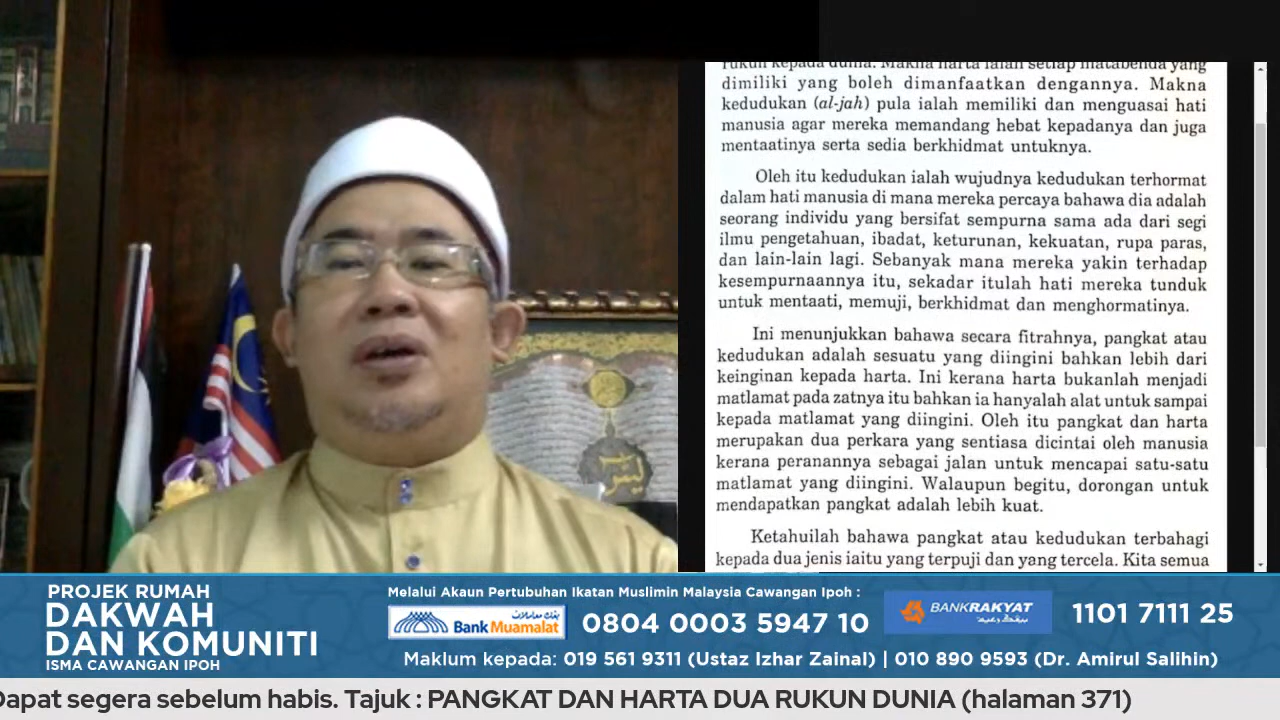 rukun kepada dunia. Makna harta ialah setiap matabenda yang
dimiliki yang boleh dimanfaatkan dengannya. Makna
kedudukan (al-jah) pula ialah memiliki dan menguasai hati
manusia agar mereka memandang hebat kepadanya dan juga
mentaatinya serta sedia berkhidmat untuknya.
Oleh itu kedudukan ialah wujudnya kedudukan terhormat
dalam hati manusia di mana mereka percaya bahawa dia adalah
seorang individu yang bersifat sempurna sama ada dari segi
ilmu pengetahuan, ibadat, keturunan, kekuatan, rupa paras,
dan lain-lain lagi. Sebanyak mana mereka yakin terhadap
kesempurnaannya itu, sekadar itulah hati mereka tunduk
untuk mentaati, memuji, berkhidmat dan menghormatinya.
Ini menunjukkan bahawa secara fitrahnya, pangkat atau
kedudukan adalah sesuatu yang diingini bahkan lebih dari
keinginan kepada harta. Ini kerana harta bukanlah menjadi
matlamat pada zatnya itu bahkan ia hanyalah alat untuk sampai
kepada matlamat yang diingini. Oleh itu pangkat dan harta
merupakan dua perkara yang sentiasa dicintai oleh manusia
kerana peranannya sebagai jalan untuk mencapai satu-satu
matlamat yang diingini. Walaupun begitu, dorongan untuk
mendapatkan pangkat adalah lebih kuat.
Ketahuilah bahawa pangkat atau kedudukan terbahagi
kepada dua jenis iaitu yang terpuji dan yang tercela. Kita semua
PROJEK RUMAH
DAKWAH
DAN KOMUNITI
ISMA CAWANGAN IPOH
Melalui Akaun Pertubuhan Ikatan Muslimin Malaysia Cawangan Ipoh :
Bank Muamalat
0804 0003 5947 10
BANK RAKYAT
1101 7111 25
Maklum kepada: 019 561 9311 (Ustaz Izhar Zainal) | 010 890 9593 (Dr. Amirul Salihin)
Dapat segera sebelum habis. Tajuk : PANGKAT DAN HARTA DUA RUKUN DUNIA (halaman 371)